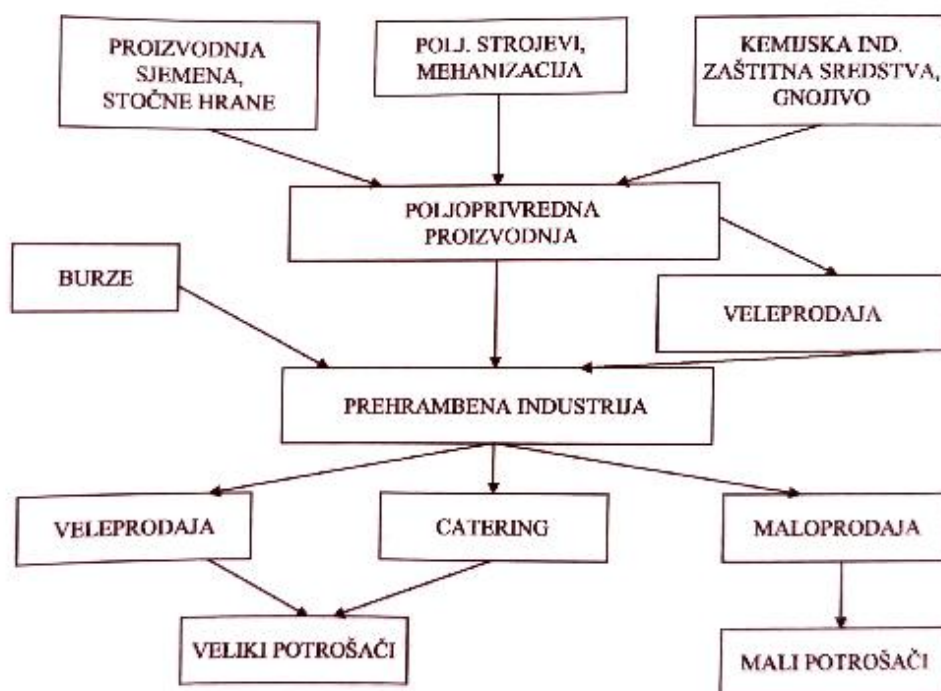 PROIZVODNJA
SJEMENA,
STOČNE HRANE
POLJ. STROJEVI,
MEHANIZACIJA
KEMIJSKA IND.
ZAŠTITNA SREDSTVA,
GNOJIVO
POLJOPRIVREDNA
PROIZVODNJA
BURZE
VELEPRODAJA
PREHRAMBENA INDUSTRIJA
VELEPRODAJA
CATERING
MALOPRODAJA
VELIKI POTROŠAČI
MALI POTROŠAČI